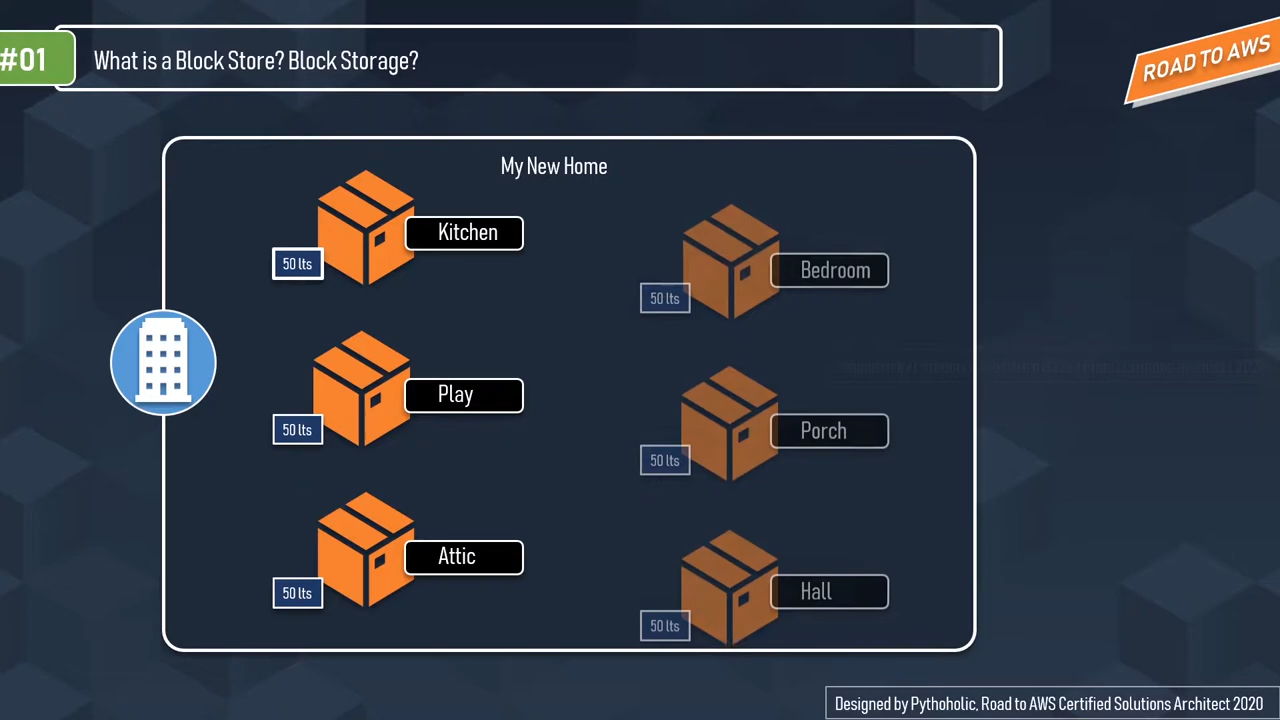 #01
What is a Block Store? Block Storage?
ROAD TO AWS
My New Home
Kitchen
50 lts
Bedroom
50 lts
Play
50 lts
Porch
50 lts
Attic
50 lts
Hall
50 lts
Designed by Pythoholic, Road to AWS Certified Solutions Architect 2020